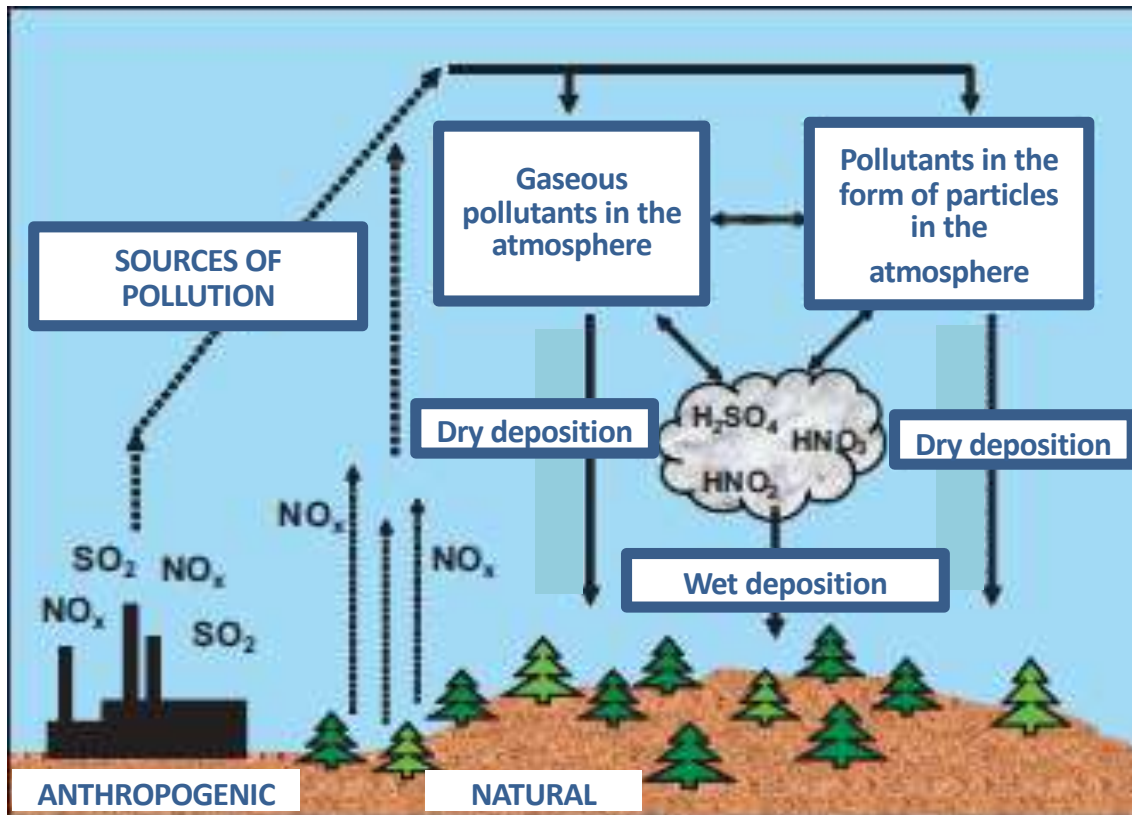 Gaseous
pollutants in the
atmosphere
Pollutants in the
form of particles
in the
atmosphere
SOURCES OF
POLLUTION
Dry deposition
H₂SO₄
HNO₃
HNO₂
Dry deposition
Wet deposition
SO₂
NOₓ
NOₓ
SO₂
NOₓ
NOₓ
ANTHROPOGENIC
NATURAL